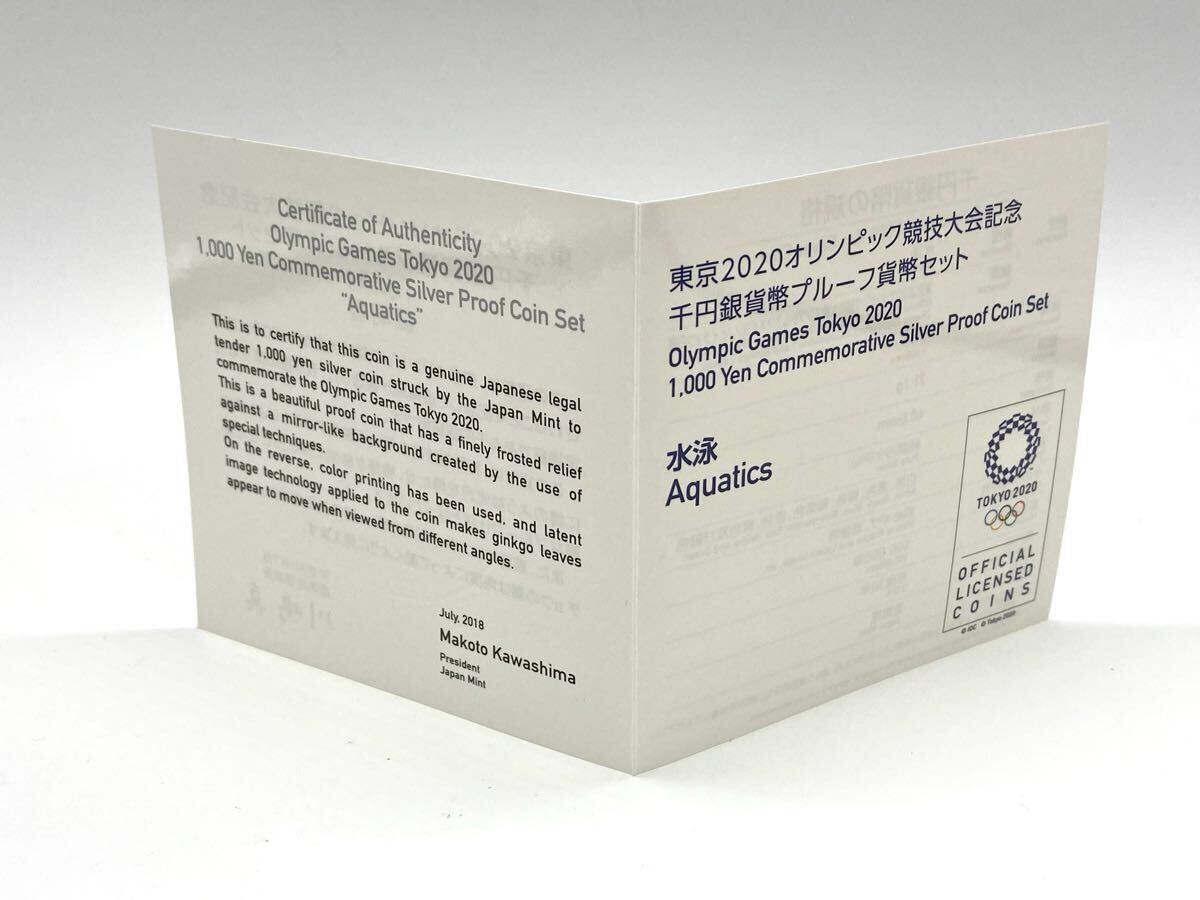 Certificate of Authenticity
Olympic Games Tokyo 2020
1,000 Yen Commemorative Silver Proof Coin Set
"Aquatics"
This is to certify that this coin is a genuine Japanese legal
tender 1,000 yen silver coin struck by the Japan Mint to
commemorate the Olympic Games Tokyo 2020.
This is a beautiful proof coin that has a finely frosted relief
against a mirror-like background created by the use of
special techniques.
On the reverse, color printing has been used, and latent
image technology applied to the coin makes ginkgo leaves
appear to move when viewed from different angles.
July, 2018
Makoto Kawashima
President
Japan Mint
東京2020オリンピック競技大会記念
千円銀貨幣プルーフ貨幣セット
Olympic Games Tokyo 2020
1,000 Yen Commemorative Silver Proof Coin Set
水泳
Aquatics
TOKYO 2020
OFFICIAL
LICENSED
COINS
© IOC © Tokyo 2020